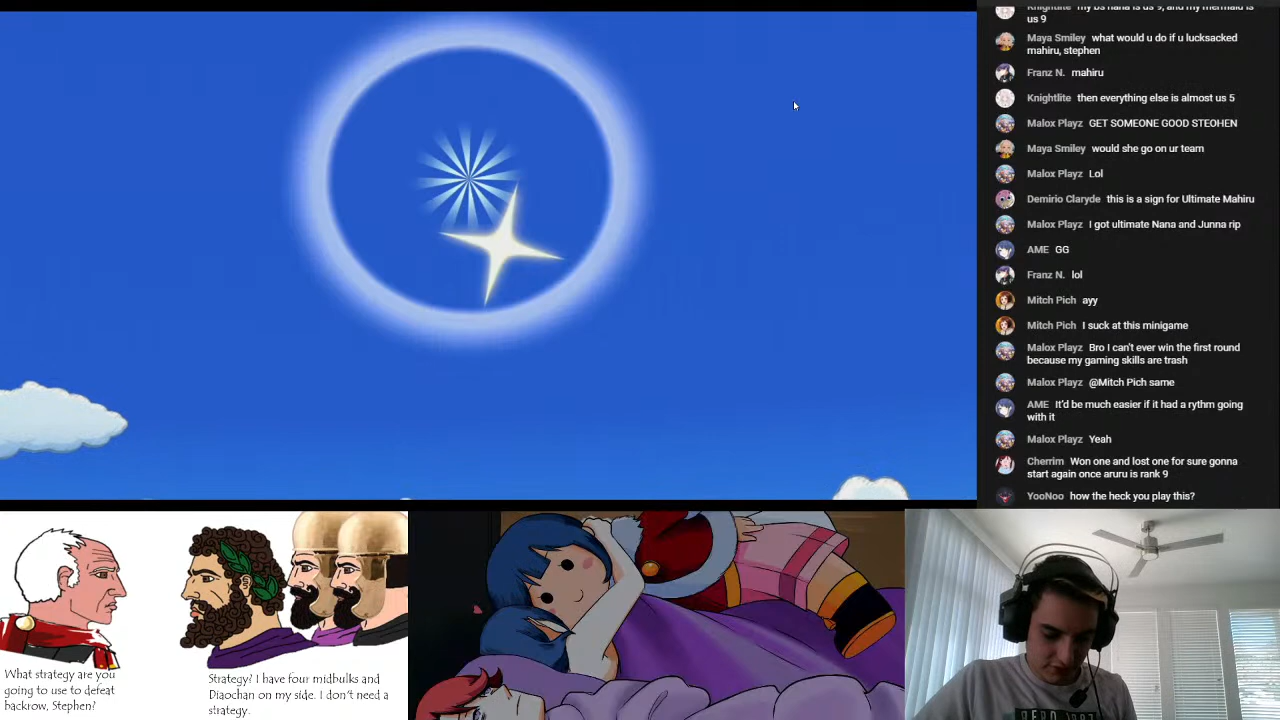 Knightlite my bs nana is us 9, and my mermaid is
us 9
Maya Smiley what would u do if u lucksacked
mahiru, stephen
Franz N. mahiru
Knightlite then everything else is almost us 5
Malox Playz GET SOMEONE GOOD STEOHEN
Maya Smiley would she go on ur team
Malox Playz Lol
Demirio Claryde this is a sign for Ultimate Mahiru
Malox Playz I got ultimate Nana and Junna rip
AME GG
Franz N. lol
Mitch Pich ayy
Mitch Pich I suck at this minigame
Malox Playz Bro I can't ever win the first round
because my gaming skills are trash
Malox Playz @Mitch Pich same
AME It'd be much easier if it had a rythm going
with it
Malox Playz Yeah
Cherrim Won one and lost one for sure gonna
start again once aruru is rank 9
YooNoo how the heck you play this?
What strategy are you
going to use to defeat
backrow, Stephen?
Strategy? I have four midbulks and
Diaochan on my side. I don't need a
strategy.